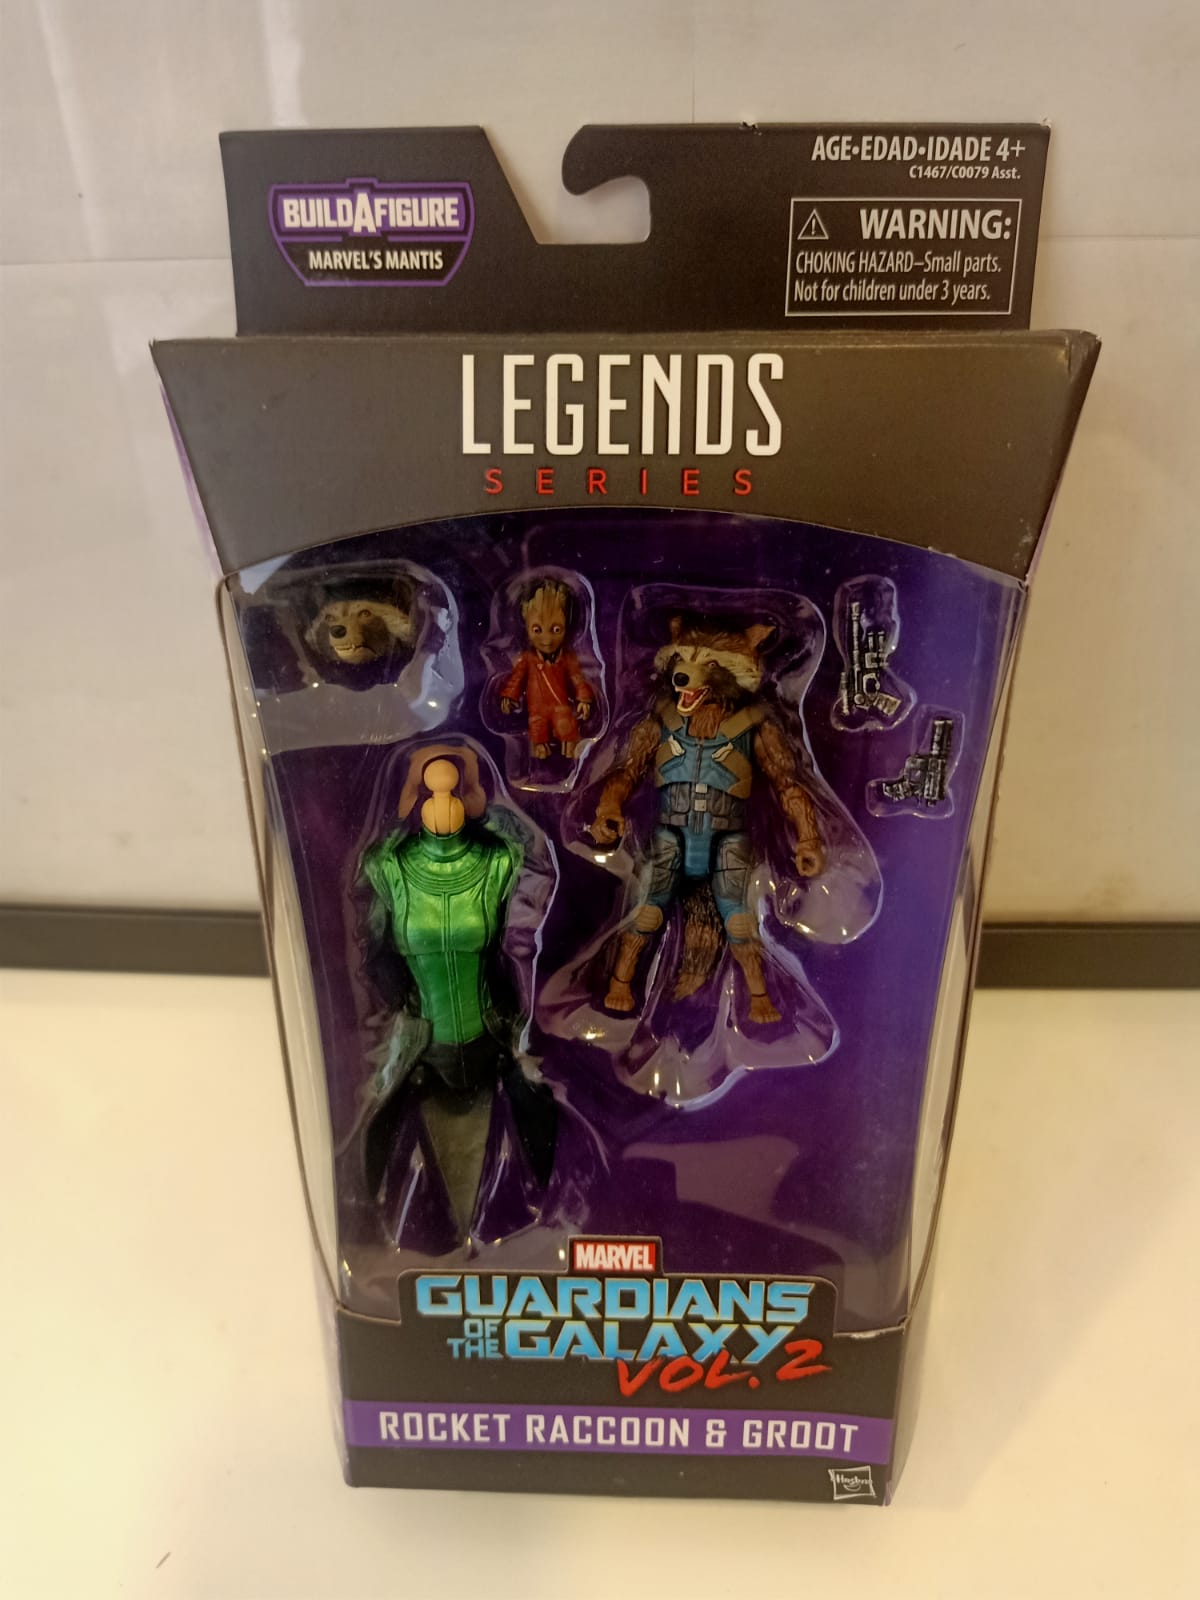 BUILDAFIGURE
MARVEL'S MANTIS
AGE•EDAD•IDADE 4+
C1467/C0079 Asst.
WARNING:
CHOKING HAZARD–Small parts.
Not for children under 3 years.
LEGENDS
SERIES
MARVEL
GUARDIANS
OF THE GALAXY
VOL. 2
ROCKET RACCOON & GROOT
Hasbro